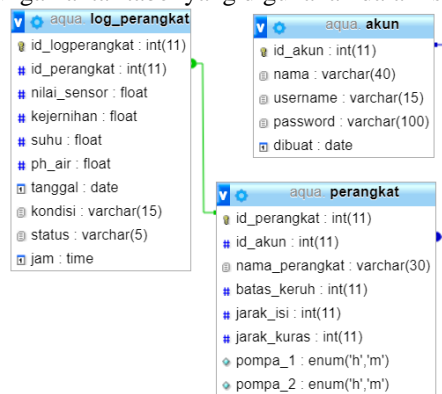 aqua log_perangkat
id_logperangkat : int(11)
id_perangkat : int(11)
nilai_sensor : float
kejernihan : float
suhu : float
ph_air : float
tanggal : date
kondisi : varchar(15)
status : varchar(5)
jam : time
aqua akun
id_akun : int(11)
nama : varchar(40)
username : varchar(15)
password : varchar(100)
dibuat : date
aqua perangkat
id_perangkat : int(11)
id_akun : int(11)
nama_perangkat : varchar(30)
batas_keruh : int(11)
jarak_isi : int(11)
jarak_kuras : int(11)
pompa_1 : enum('h','m')
pompa_2 : enum('h','m')